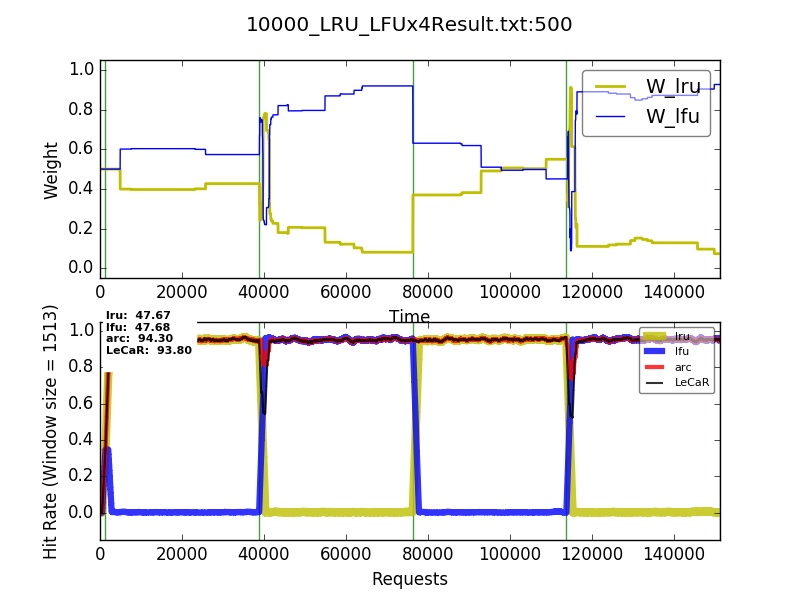 10000_LRU_LFUx4Result.txt:500
1.0
0.8
0.6
0.4
0.2
0.0
Weight
W_lru
W_lfu
0 20000 40000 60000 80000 100000 120000 140000
Time
lru: 47.67
lfu: 47.68
arc: 94.30
LeCaR: 93.80
1.0
0.8
0.6
0.4
0.2
0.0
Hit Rate (Window size = 1513)
lru
lfu
arc
LeCaR
0 20000 40000 60000 80000 100000 120000 140000
Requests